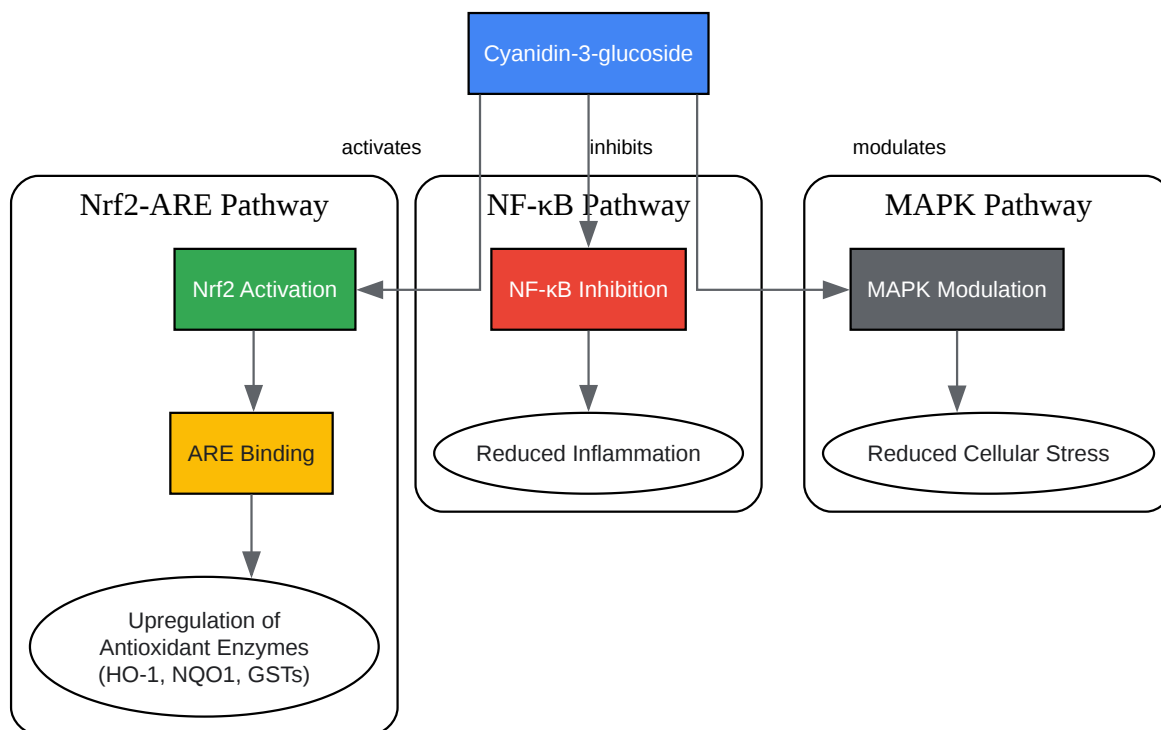 Cyanidin-3-glucoside
activates
inhibits
modulates
Nrf2-ARE Pathway
NF-κB Pathway
MAPK Pathway
Nrf2 Activation
NF-κB Inhibition
MAPK Modulation
ARE Binding
Reduced Inflammation
Reduced Cellular Stress
Upregulation of
Antioxidant Enzymes
(HO-1, NQO1, GSTs)